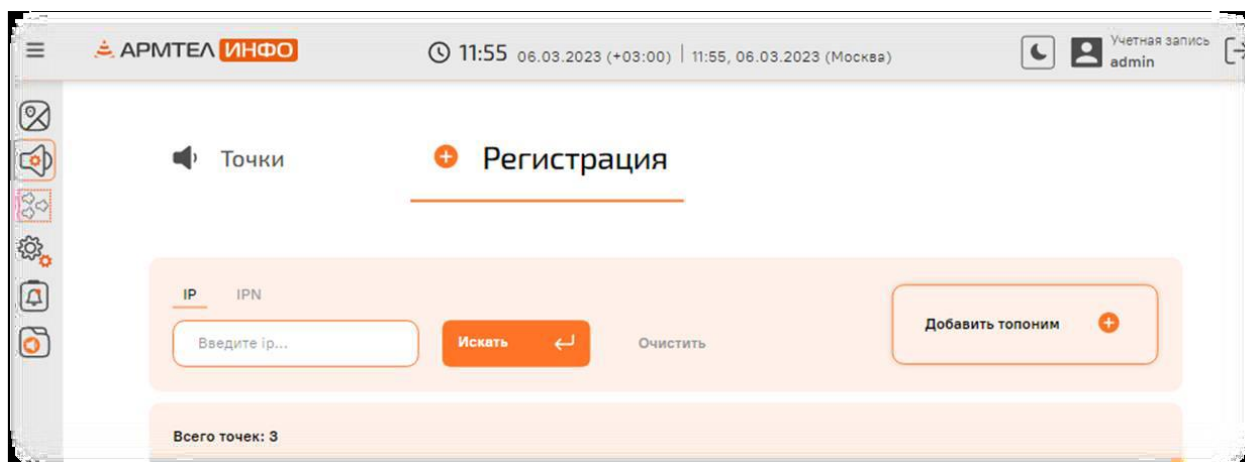 АРМТЕЛ ИНФО
11:55 06.03.2023 (+03:00) | 11:55, 06.03.2023 (Москва)
Учетная запись
admin
Точки
Регистрация
IP IPN
Введите ip...
Искать
Очистить
Добавить топоним
Всего точек: 3